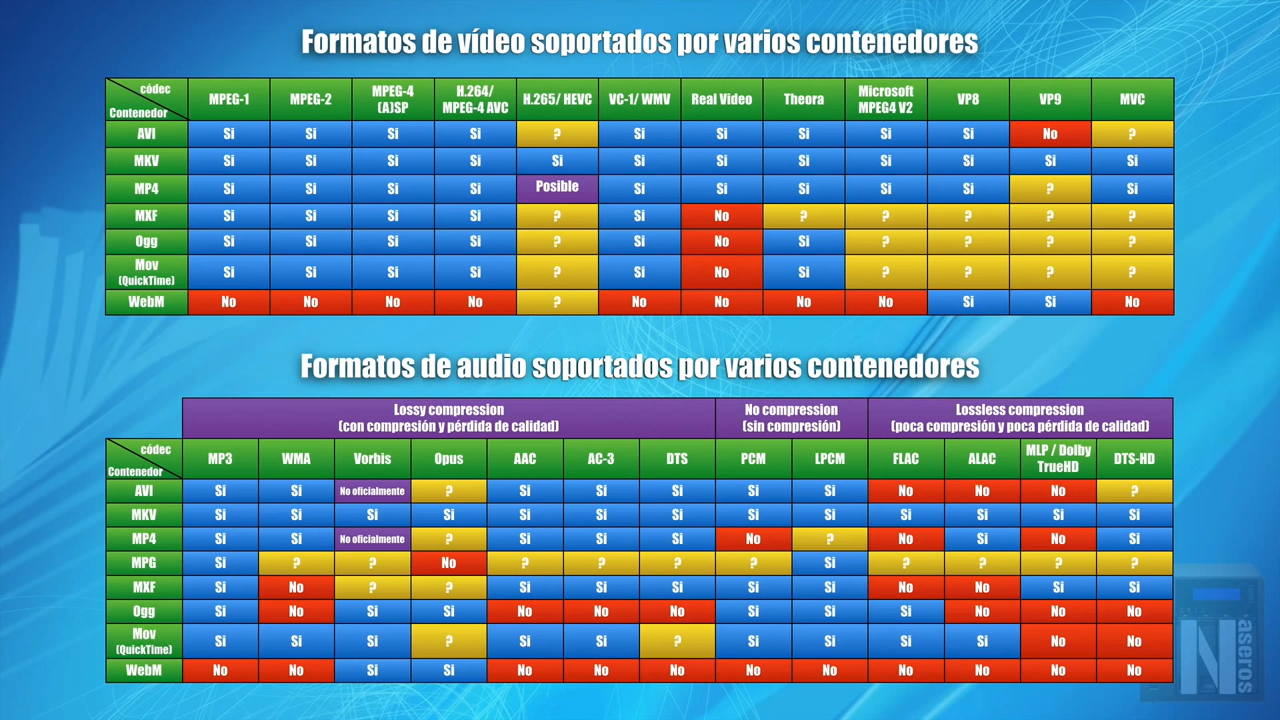 Formatos de vídeo soportados por varios contenedores
códec
Contenedor
MPEG-1 MPEG-2 MPEG-4 (A)SP H.264/ MPEG-4 AVC H.265/ HEVC VC-1/ WMV Real Video Theora Microsoft MPEG4 V2 VP8 VP9 MVC
AVI Si Si Si Si ? Si Si Si Si Si No ?
MKV Si Si Si Si Si Si Si Si Si Si Si Si
MP4 Si Si Si Si Posible Si Si Si Si Si ? Si
MXF Si Si Si Si ? Si No ? ? ? ? ?
Ogg Si Si Si Si ? Si No Si ? ? ? ?
Mov (QuickTime) Si Si Si Si ? Si No Si ? ? ? ?
WebM No No No No ? No No No No Si Si No
Formatos de audio soportados por varios contenedores
Lossy compression (con compresión y pérdida de calidad)
No compression (sin compresión)
Lossless compression (poca compresión y poca pérdida de calidad)
códec
Contenedor
MP3 WMA Vorbis Opus AAC AC-3 DTS PCM LPCM FLAC ALAC MLP / Dolby TrueHD DTS-HD
AVI Si Si No oficialmente ? Si Si Si Si Si No No No ?
MKV Si Si Si Si Si Si Si Si Si Si Si Si Si
MP4 Si Si No oficialmente ? Si Si Si No ? No Si No Si
MPG Si ? ? No ? ? ? ? Si ? ? ? ?
MXF Si No ? ? Si Si Si Si Si No No Si Si
Ogg Si No Si Si No No No Si Si Si No No No
Mov (QuickTime) Si Si Si ? Si Si ? Si Si Si Si No No
WebM No No Si Si No No No No No No No No No
Naseros